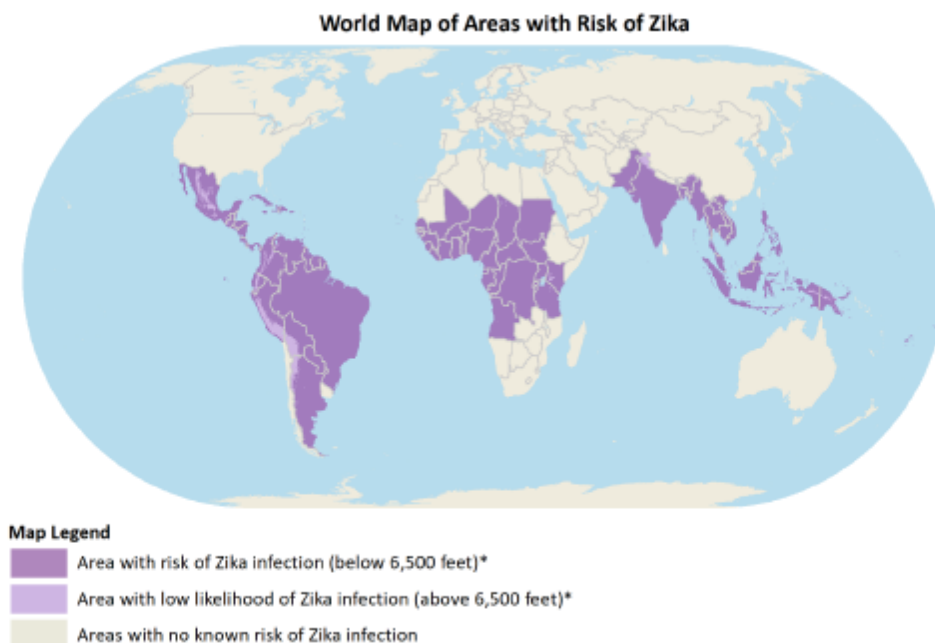 World Map of Areas with Risk of Zika
Map Legend
Area with risk of Zika infection (below 6,500 feet)*
Area with low likelihood of Zika infection (above 6,500 feet)*
Areas with no known risk of Zika infection